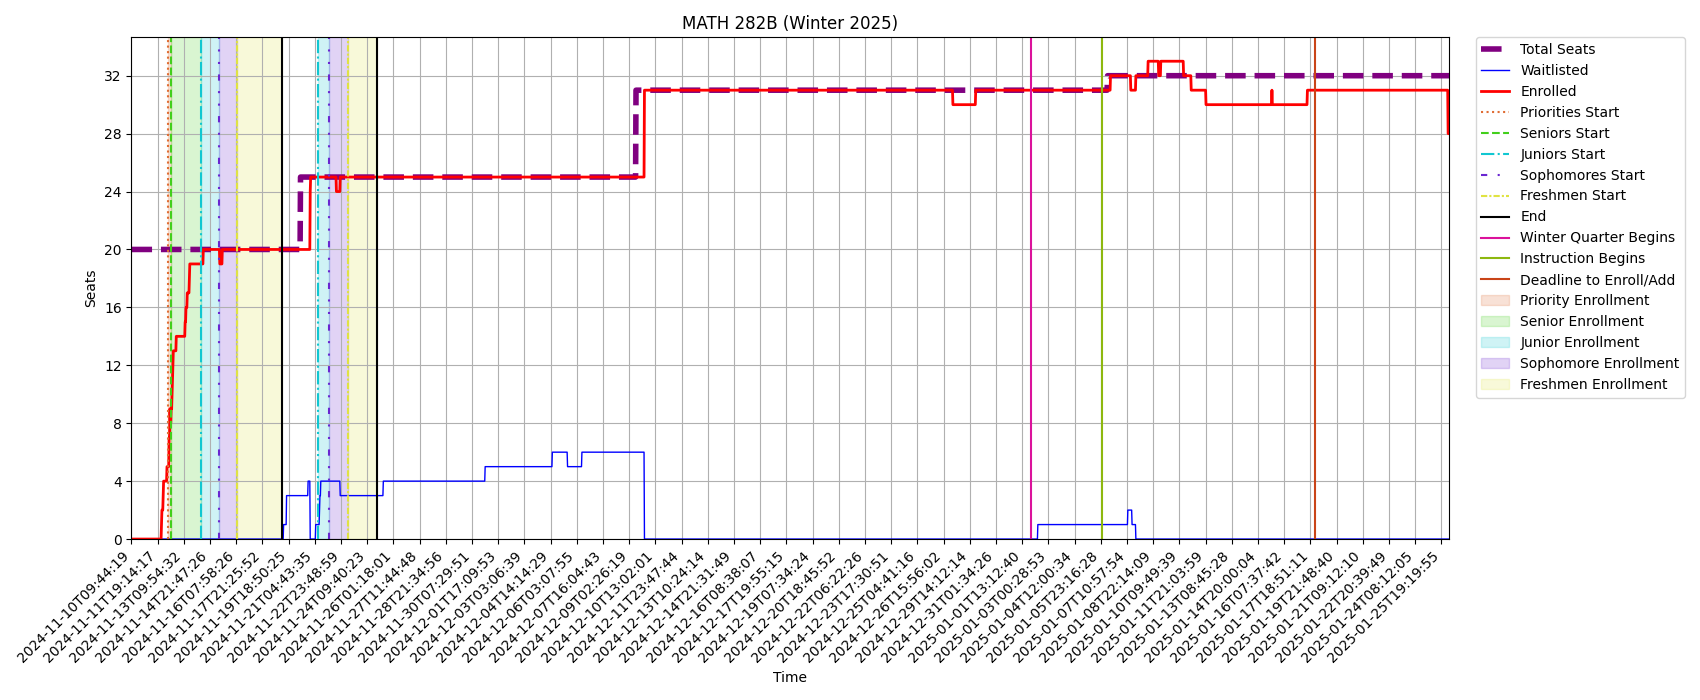 MATH 282B (Winter 2025)
Seats
32
28
24
20
16
12
8
4
0
2024-11-10T09:44:19
2024-11-11T19:14:17
2024-11-13T09:54:32
2024-11-14T21:47:26
2024-11-16T07:58:26
2024-11-17T21:25:52
2024-11-19T18:50:25
2024-11-21T04:43:35
2024-11-22T23:48:59
2024-11-24T09:40:23
2024-11-26T01:18:01
2024-11-27T11:44:48
2024-11-28T21:34:56
2024-11-30T07:29:51
2024-12-01T17:09:53
2024-12-03T03:06:39
2024-12-04T14:14:29
2024-12-06T03:07:55
2024-12-07T16:04:43
2024-12-09T02:26:19
2024-12-10T13:02:01
2024-12-11T23:47:44
2024-12-13T10:24:14
2024-12-14T21:31:49
2024-12-16T08:38:07
2024-12-17T19:55:15
2024-12-19T07:34:24
2024-12-20T18:45:52
2024-12-22T06:22:26
2024-12-23T17:30:51
2024-12-25T04:41:16
2024-12-26T15:56:02
2024-12-29T14:12:14
2024-12-31T01:34:26
2025-01-01T13:12:40
2025-01-03T00:28:53
2025-01-04T12:00:34
2025-01-05T23:16:28
2025-01-07T10:57:54
2025-01-08T22:14:09
2025-01-10T09:49:39
2025-01-11T21:03:59
2025-01-13T08:45:28
2025-01-14T20:00:04
2025-01-16T07:37:42
2025-01-17T18:51:11
2025-01-19T21:48:40
2025-01-21T09:12:10
2025-01-22T20:39:49
2025-01-24T08:12:05
2025-01-25T19:19:55
Time
Total Seats
Waitlisted
Enrolled
Priorities Start
Seniors Start
Juniors Start
Sophomores Start
Freshmen Start
End
Winter Quarter Begins
Instruction Begins
Deadline to Enroll/Add
Priority Enrollment
Senior Enrollment
Junior Enrollment
Sophomore Enrollment
Freshmen Enrollment